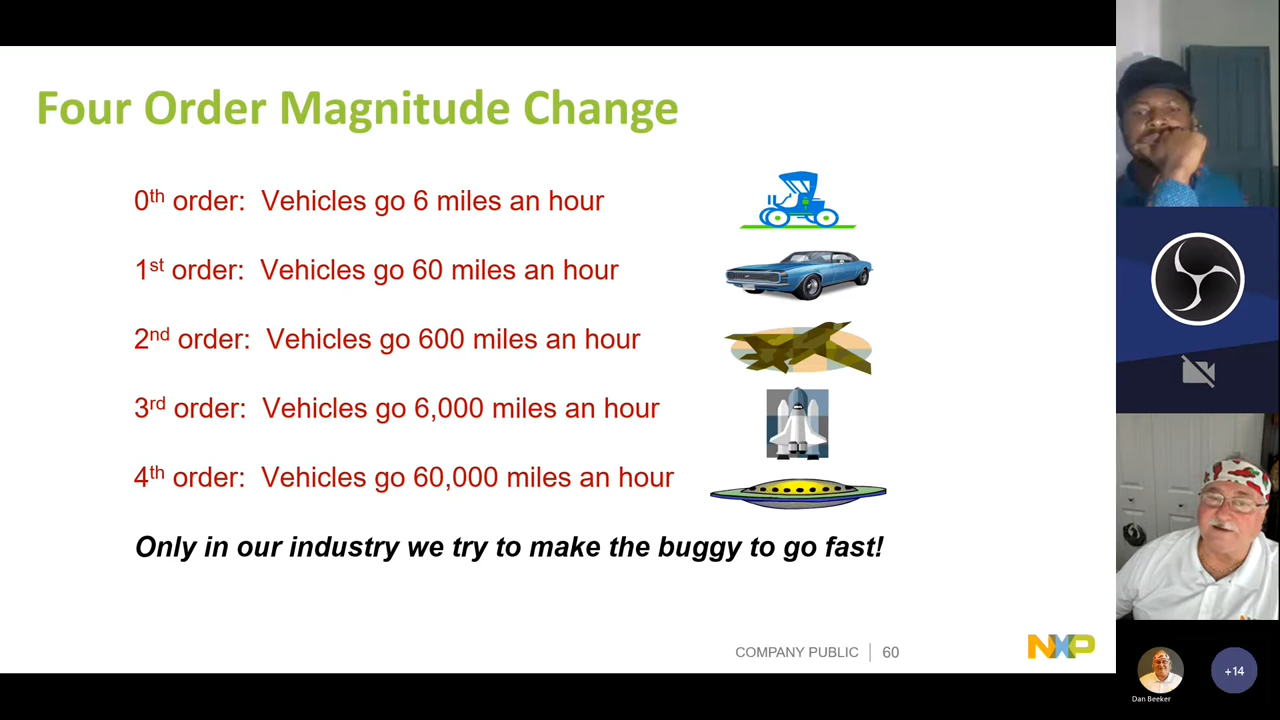 Four Order Magnitude Change
0th order: Vehicles go 6 miles an hour
1st order: Vehicles go 60 miles an hour
2nd order: Vehicles go 600 miles an hour
3rd order: Vehicles go 6,000 miles an hour
4th order: Vehicles go 60,000 miles an hour
Only in our industry we try to make the buggy to go fast!
COMPANY PUBLIC | 60
NXP
Dan Beeker
+14